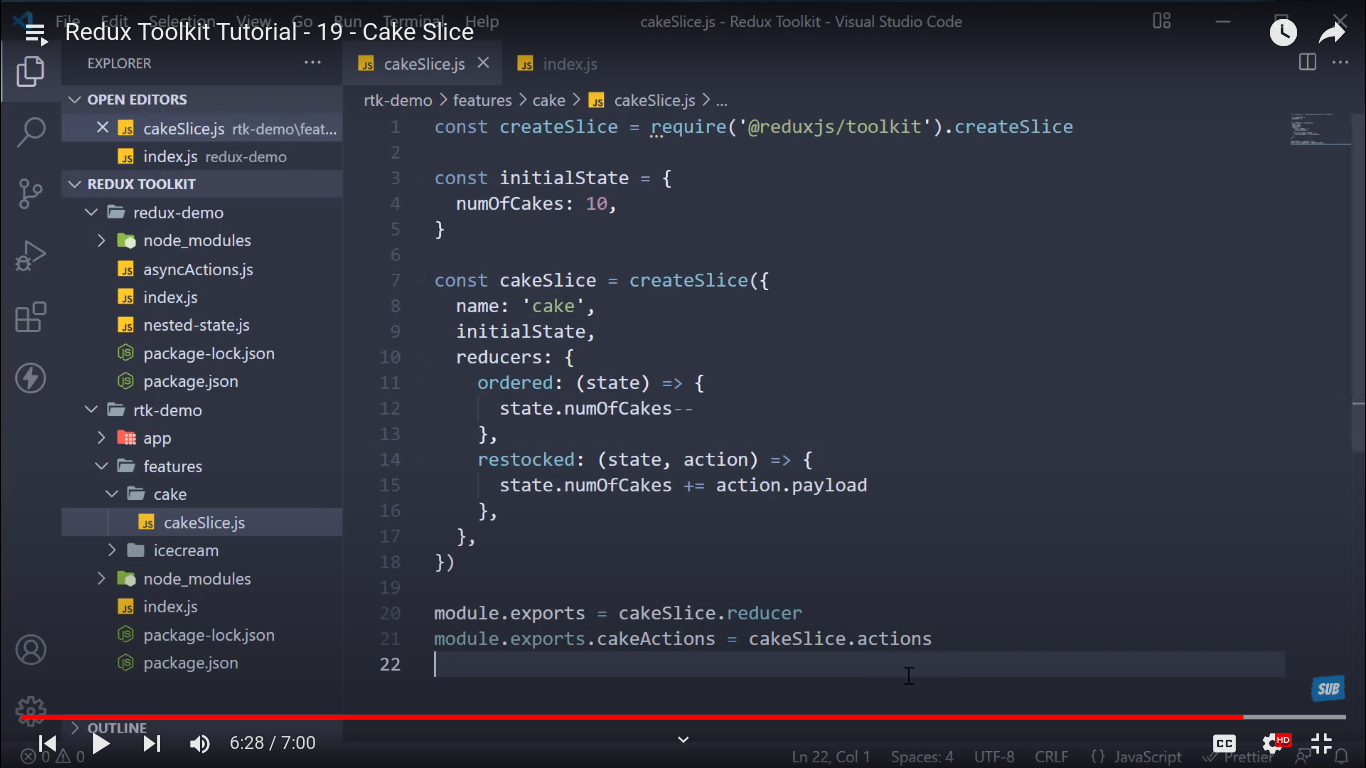 File Edit Selection View Go Run Terminal Help
cakeSlice.js - Redux Toolkit - Visual Studio Code
Redux Toolkit Tutorial - 19 - Cake Slice
EXPLORER
OPEN EDITORS
cakeSlice.js rtk-demo\feat...
index.js redux-demo
REDUX TOOLKIT
redux-demo
node_modules
asyncActions.js
index.js
nested-state.js
package-lock.json
package.json
rtk-demo
app
features
cake
cakeSlice.js
icecream
node_modules
index.js
package-lock.json
package.json
OUTLINE
cakeSlice.js
index.js
rtk-demo > features > cake > JS cakeSlice.js > ...
1 const createSlice = require('@reduxjs/toolkit').createSlice
2
3 const initialState = {
4 numOfCakes: 10,
5 }
6
7 const cakeSlice = createSlice({
8 name: 'cake',
9 initialState,
10 reducers: {
11 ordered: (state) => {
12 state.numOfCakes--
13 },
14 restocked: (state, action) => {
15 state.numOfCakes += action.payload
16 },
17 },
18 })
19
20 module.exports = cakeSlice.reducer
21 module.exports.cakeActions = cakeSlice.actions
22
SUB
6:28 / 7:00
CC
HD
0 0
Ln 22, Col 1 Spaces: 4 UTF-8 CRLF {} JavaScript Prettier